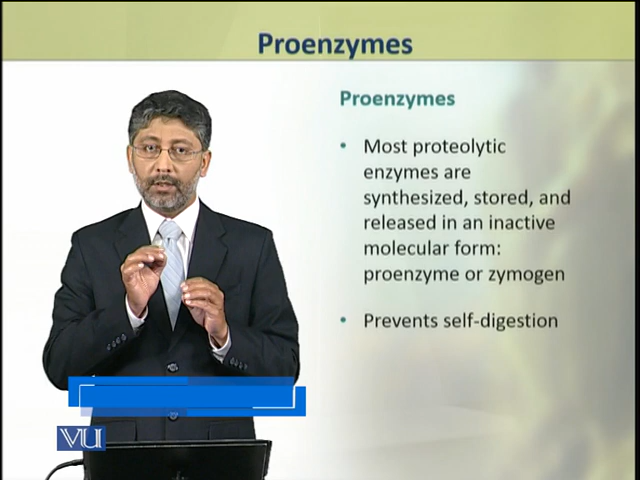 Proenzymes
Proenzymes
• Most proteolytic
enzymes are
synthesized, stored, and
released in an inactive
molecular form:
proenzyme or zymogen
• Prevents self-digestion
VU